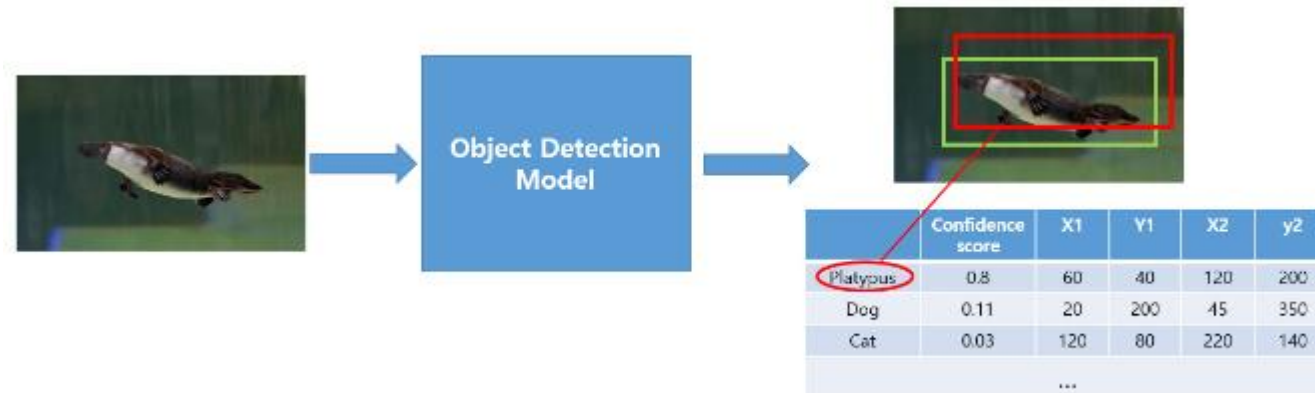 Object Detection
Model
Confidence
score
X1
Y1
X2
y2
Platypus
0.8
60
40
120
200
Dog
0.11
20
200
45
350
Cat
0.03
120
80
220
140
...